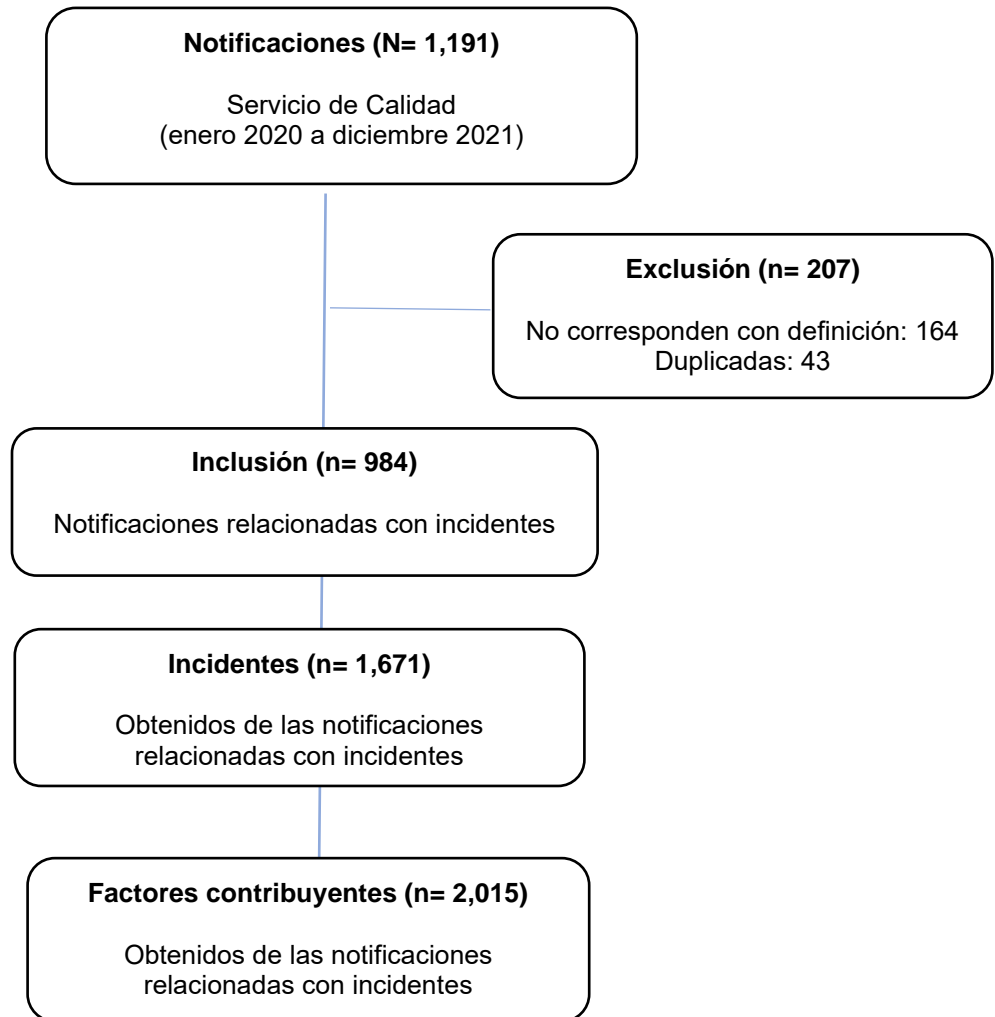 Notificaciones (N= 1,191)
Servicio de Calidad
(enero 2020 a diciembre 2021)
Exclusión (n= 207)
No corresponden con definición: 164
Duplicadas: 43
Inclusión (n= 984)
Notificaciones relacionadas con incidentes
Incidentes (n= 1,671)
Obtenidos de las notificaciones
relacionadas con incidentes
Factores contribuyentes (n= 2,015)
Obtenidos de las notificaciones
relacionadas con incidentes